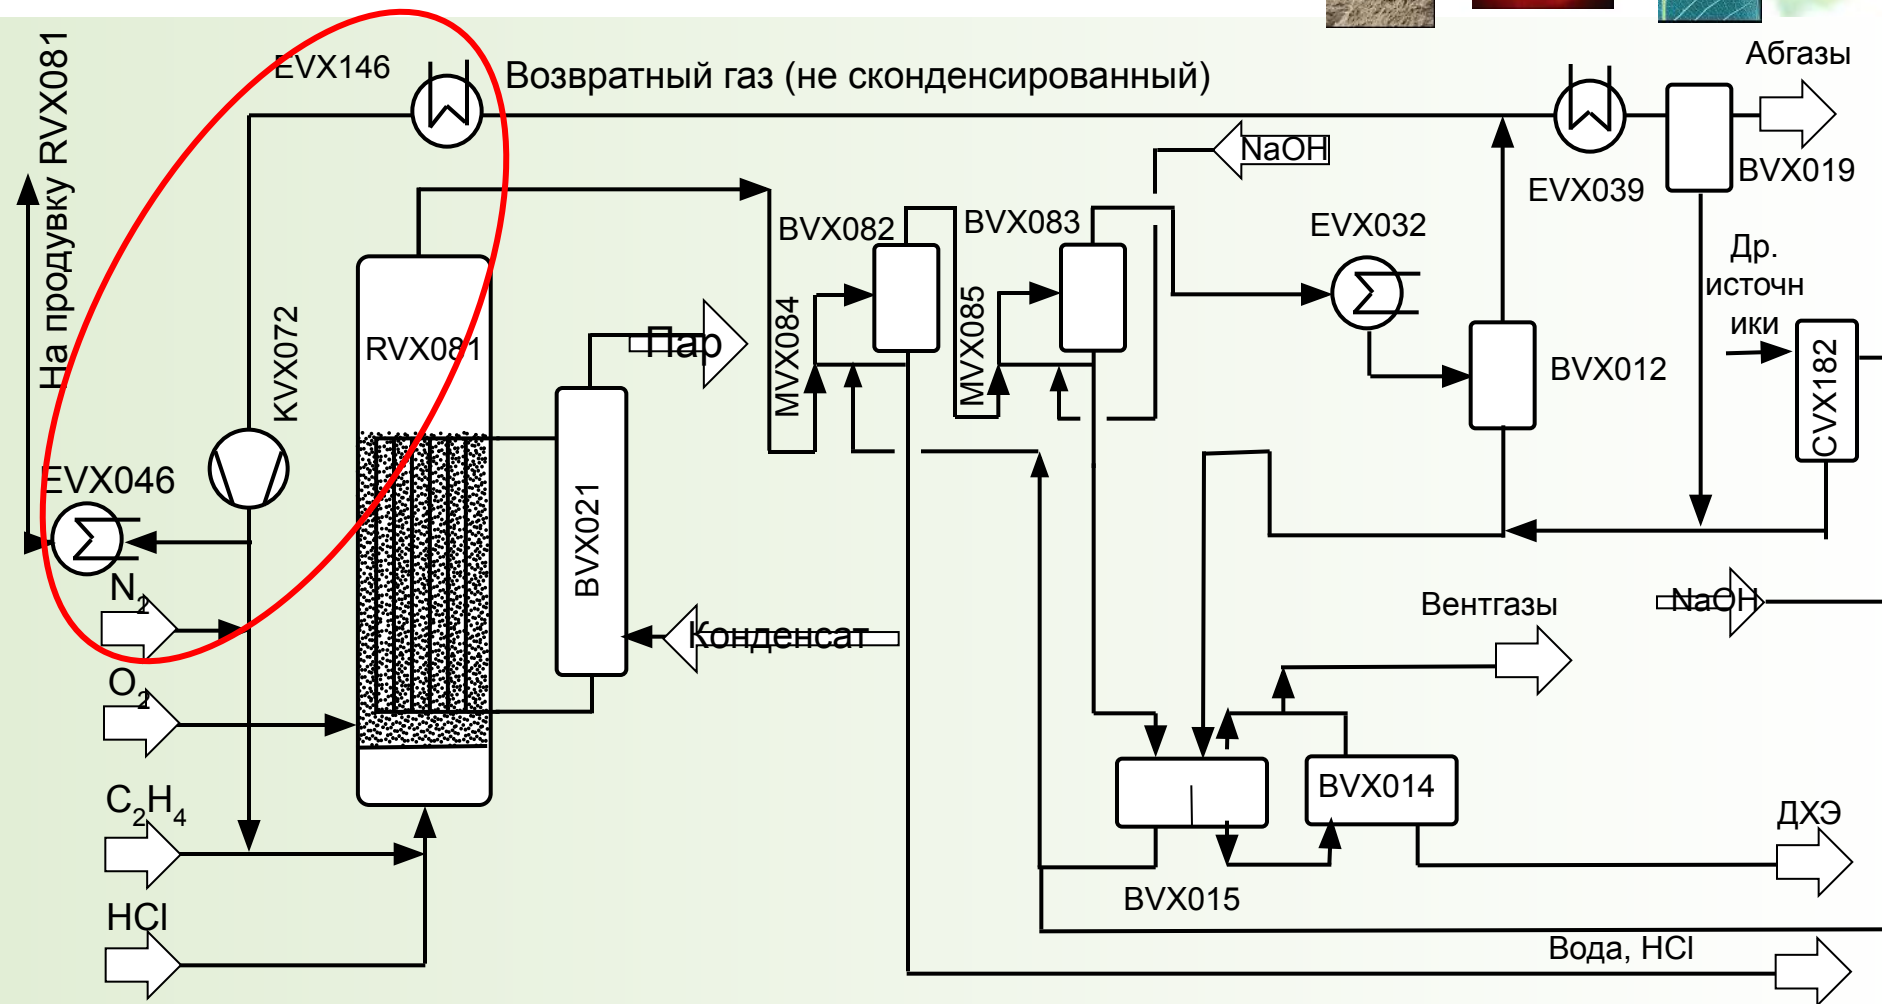 Абгазы
EVX146
Возвратный газ (не сконденсированный)
На продувку RVX081
NaOH
BVX019
EVX039
BVX082
BVX083
EVX032
Др.
источн
ики
KVX072
RVX081
Пар
MVX084
MVX085
BVX012
CVX182
EVX046
BVX021
N2
Вентгазы
NaOH
Конденсат
O2
C2H4
BVX014
ДХЭ
BVX015
HCl
Вода, HCl